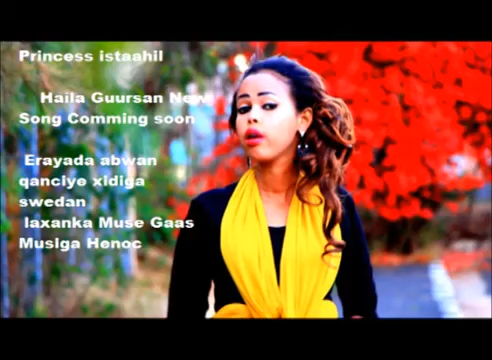 Princess istaahil
Haila Guursan New
Song Comming soon
Erayada abwan
qanciye xidiga
swedan
laxanka Muse Gaas
Musiga Henoc